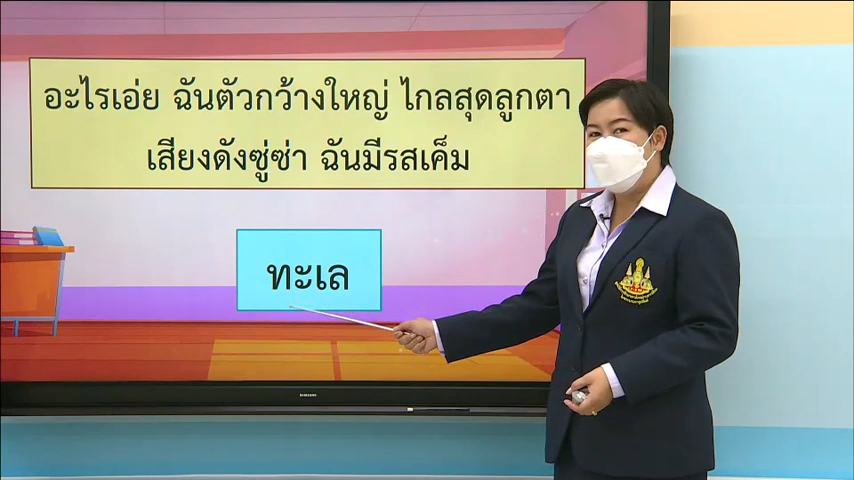 อะไรเอ่ย ฉันตัวกว้างใหญ่ ไกลสุดลูกตา
เสียงดังซู่ซ่า ฉันมีรสเค็ม
ทะเล
SAMSUNG